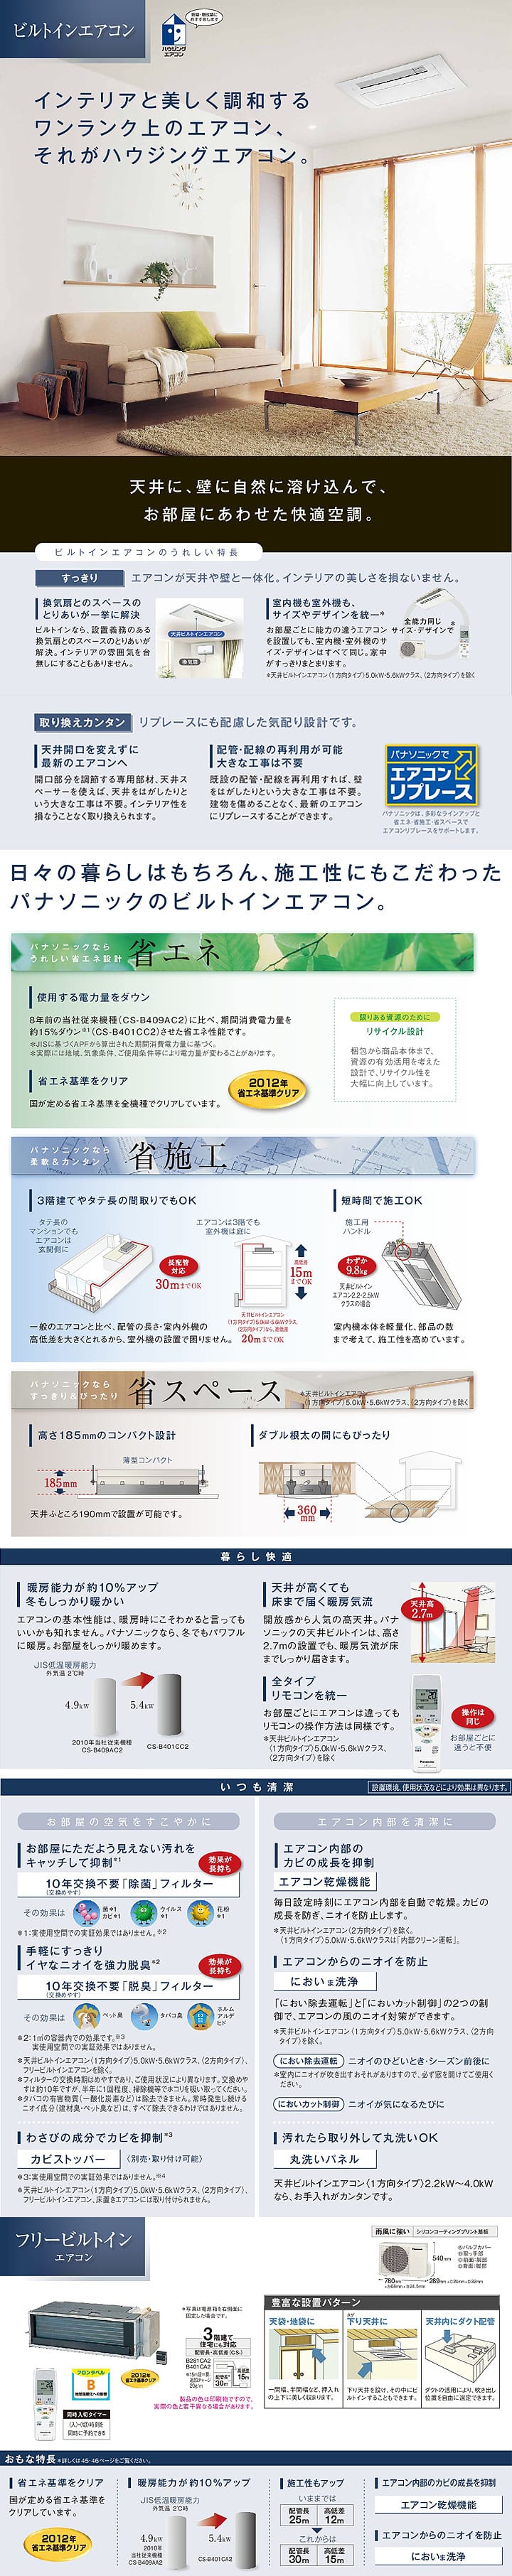 ビルトインエアコン
ハウジング
エアコン
インテリアと美しく調和する
ワンランク上のエアコン、
それがハウジングエアコン。
天井に、壁に自然に溶け込んで、
お部屋にあわせた快適空調。
ビルトインエアコンのうれしい特長
すっきり エアコンが天井や壁と一体化。インテリアの美しさを損ないません。
換気扇とのスペースの
とりあいが一挙に解決
ビルトインなら、設置義務のある
換気扇とのスペースのとりあいが
解決。インテリアの雰囲気を台
無しにすることもありません。
天井ビルトインエアコン
換気扇
室内機も室外機も、
サイズやデザインを統一*
お部屋ごとに能力の違うエアコン
を設置しても、室内機・室外機のサ
イズ・デザインはすべて同じ。家中
がすっきりまとまります。
全能力同じ
サイズ・デザインで
*天井ビルトインエアコン〈1方向タイプ〉5.0kW・5.6kWクラス、〈2方向タイプ〉を除く
取り換えカンタン リプレースにも配慮した気配り設計です。
天井開口を変えずに
最新のエアコンへ
開口部分を調節する専用部材、天井ス
ペーサーを使えば、天井をはがしたりと
いう大きな工事は不要。インテリア性を
損なうことなく取り換えられます。
配管・配線の再利用が可能
大きな工事は不要
既設の配管・配線を再利用すれば、壁
をはがしたりという大きな工事は不要。
建物を傷めることなく、最新のエアコン
にリプレースすることができます。
パナソニックで
エアコン
リプレース
パナソニックは、多彩なラインアップと
省エネ・省施工・省スペースで
エアコンリプレースをサポートします。
日々の暮らしはもちろん、施工性にもこだわった
パナソニックのビルトインエアコン。
パナソニックなら
うれしい省エネ設計
省エネ
使用する電力量をダウン
8年前の当社従来機種(CS-B409AC2)に比べ、期間消費電力量を
約15%ダウン※1(CS-B401CC2)させた省エネ性能です。
※JISに基づくAPFから算出された期間消費電力量に基づく。
※実際には地域、気象条件、ご使用条件等により電力量が変わることがあります。
省エネ基準をクリア
国が定める省エネ基準を全機種でクリアしています。
2012年
省エネ基準クリア
限りある資源のために
リサイクル設計
梱包から商品本体まで、
資源の有効活用を考えた
設計で、リサイクル性を
大幅に向上しています。
パナソニックなら
柔軟&カンタン
省施工
3階建てやタテ長の間取りでもOK
タテ長の
マンションでも
エアコンは
玄関側に
長配管
対応
30mまでOK
エアコンは3階でも
室外機は庭に
高低差
15m
までOK
天井ビルトインエアコン
〈1方向タイプ〉5.0kW・5.6kWクラス、
〈2方向タイプ〉なら、高低差
20mまでOK
一般のエアコンと比べ、配管の長さ・室内外機の
高低差を大きくとれるから、室外機の設置で困りません。
短時間で施工OK
施工用
ハンドル
わずか
9.8kg
天井ビルトイン
エアコン2.2・2.5kW
クラスの場合
室内機本体を軽量化、部品の数
まで考えて、施工性を高めています。
パナソニックなら
すっきり&ぴったり
省スペース
*天井ビルトインエアコン
〈1方向タイプ〉5.0kW・5.6kWクラス、〈2方向タイプ〉を除く
高さ185mmのコンパクト設計
薄型コンパクト
185mm
天井ふところ190mmで設置が可能です。
ダブル根太の間にもぴったり
360
mm
暮らし快適
暖房能力が約10%アップ
冬もしっかり暖かい
エアコンの基本性能は、暖房時にこそわかると言っても
いいかも知れません。パナソニックなら、冬でもパワフル
に暖房。お部屋をしっかり暖めます。
JIS低温暖房能力
外気温 2℃時
4.9kW
5.4kW
2010年当社従来機種
CS-B409AC2
CS-B401CC2
天井が高くても
床まで届く暖房気流
開放感から人気の高天井。パナ
ソニックの天井ビルトインは、高さ
2.7mの設置でも、暖房気流が床
までしっかり届きます。
天井高
2.7m
全タイプ
リモコンを統一
お部屋ごとにエアコンは違っても
リモコンの操作方法は同様です。
*天井ビルトインエアコン
〈1方向タイプ〉5.0kW・5.6kWクラス、
〈2方向タイプ〉を除く
操作は
同じ
お部屋ごとに
違うと不便
いつも清潔
設置環境、使用状況などにより効果は異なります。
お部屋の空気をすこやかに
お部屋にただよう見えない汚れを
キャッチして抑制*1
効果が
長持ち
10年交換不要「除菌」フィルター
(交換めやす)
その効果は
菌*1
カビ*1
ウイルス
*1
花粉
*1
*1:実使用空間での実証効果ではありません。※2
手軽にすっきり
イヤなニオイを強力脱臭*2
効果が
長持ち
10年交換不要「脱臭」フィルター
(交換めやす)
その効果は
ペット臭
タバコ臭
ホルム
アルデ
ヒド
*2:1㎥の容器内での効果です。※3
実使用空間での実証効果ではありません。
*天井ビルトインエアコン〈1方向タイプ〉5.0kW・5.6kWクラス、〈2方向タイプ〉、
フリービルトインエアコンを除く。
*フィルターの交換時期はめやすであり、ご使用状況により異なります。交換めや
すは約10年ですが、半年に1回程度、掃除機等でホコリを吸い取ってください。
*タバコの有害物質(一酸化炭素など)は除去できません。常時発生し続ける
ニオイ成分(建材臭・ペット臭など)は、すべて除去できるわけではありません。
わさびの成分でカビを抑制*3
カビストッパー 〈別売・取り付け可能〉
*3:実使用空間での実証効果ではありません。※4
*天井ビルトインエアコン〈1方向タイプ〉5.0kW・5.6kWクラス、〈2方向タイプ〉、
フリービルトインエアコン、床置きエアコンには取り付けられません。
エアコン内部を清潔に
エアコン内部の
カビの成長を抑制
エアコン乾燥機能
毎日設定時刻にエアコン内部を自動で乾燥。カビの
成長を防ぎ、ニオイを防止します。
*天井ビルトインエアコン〈2方向タイプ〉を除く。
〈1方向タイプ〉5.0kW・5.6kWクラスは「内部クリーン運転」。
エアコンからのニオイを防止
におい ま 洗浄
「におい除去運転」と「においカット制御」の2つの制
御で、エアコンの風のニオイ対策ができます。
*天井ビルトインエアコン〈1方向タイプ〉5.0kW・5.6kWクラス、〈2方向
タイプ〉を除く。
におい除去運転 ニオイのひどいとき・シーズン前後に
*室内にニオイが吹き出すおそれがありますので、必ず窓を開けてご使用く
ださい。
においカット制御 ニオイが気になるたびに
汚れたら取り外して丸洗いOK
丸洗いパネル
天井ビルトインエアコン〈1方向タイプ〉2.2kW〜4.0kW
なら、お手入れがカンタンです。
フリービルトイン
エアコン
雨風に強い シリコンコーティングプリント基板
540mm
780mm
289mm
*写真は電源箱を右側面に
固定した場合です。
3階建て
住宅にも対応
配管長・高低差(CS-)
B281CA2
B401CA2
配管長
30m
高低差
15m
フロンラベル
B
2012年
省エネ基準クリア
同時入切タイマー
〈入〉・〈切〉時刻を
同時に予約できる
製品の色は印刷物ですので、
実際の色と若干異なる場合があります。
豊富な設置パターン
天袋・地袋に
一間幅、半間幅など、押入れ
の上下に美しく収まります。
下り天井に
下り天井を設け、その中にビ
ルトインすることもできます。
天井内にダクト配管
ダクトの活用により、吹き出し
位置を自由に選定できます。
おもな特長 *詳しくは45-46ページをご覧ください。
省エネ基準をクリア
国が定める省エネ基準を
クリアしています。
2012年
省エネ基準クリア
暖房能力が約10%アップ
JIS低温暖房能力
外気温 2℃時
4.9kW
5.4kW
2010年
当社従来機種
CS-B409AA2
CS-B401CA2
施工性もアップ
いままでは
配管長
25m
高低差
12m
これからは
配管長
30m
高低差
15m
エアコン内部のカビの成長を抑制
エアコン乾燥機能
エアコンからのニオイを防止
におい ま 洗浄